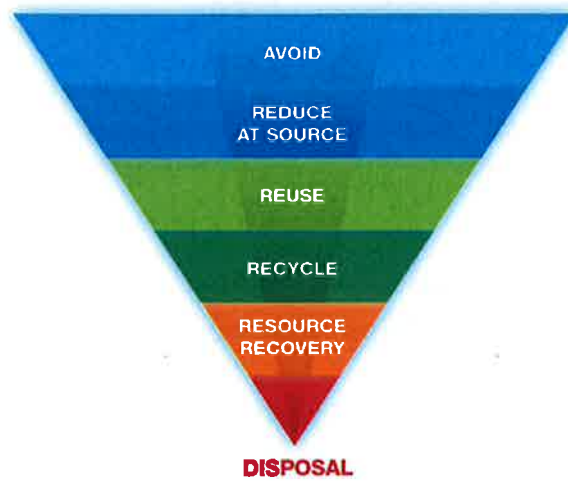 AVOID
REDUCE
AT SOURCE
REUSE
RECYCLE
RESOURCE
RECOVERY
DISPOSAL